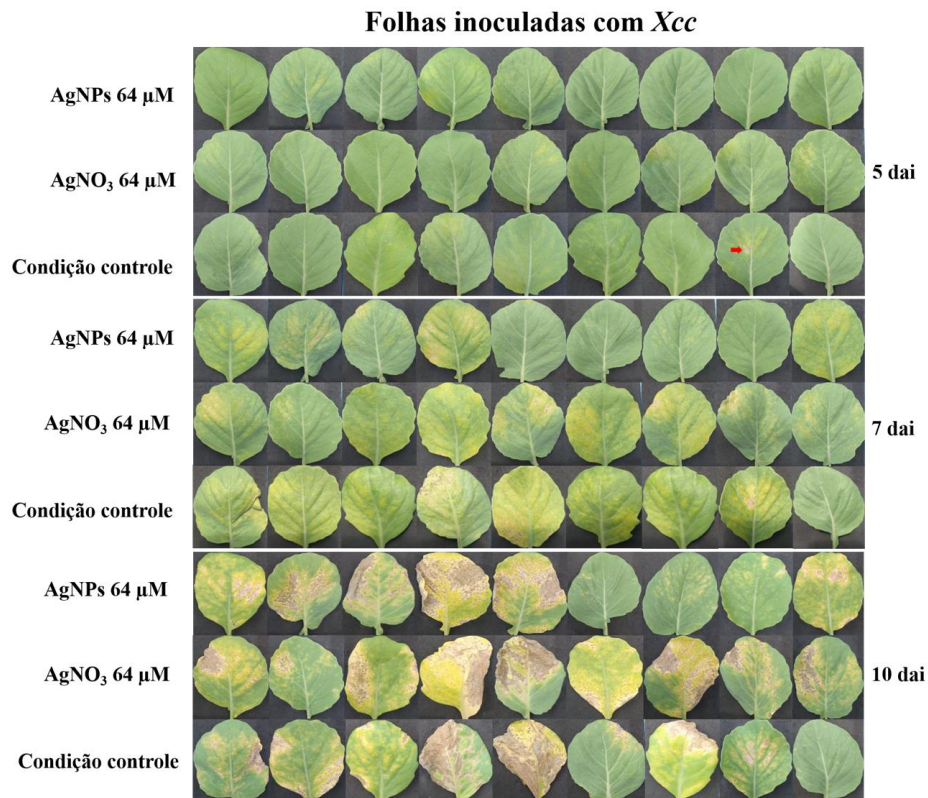 Folhas inoculadas com Xcc
AgNPs 64 µM
AgNO₃ 64 µM
5 dai
Condição controle
AgNPs 64 µM
AgNO₃ 64 µM
7 dai
Condição controle
AgNPs 64 µM
AgNO₃ 64 µM
10 dai
Condição controle